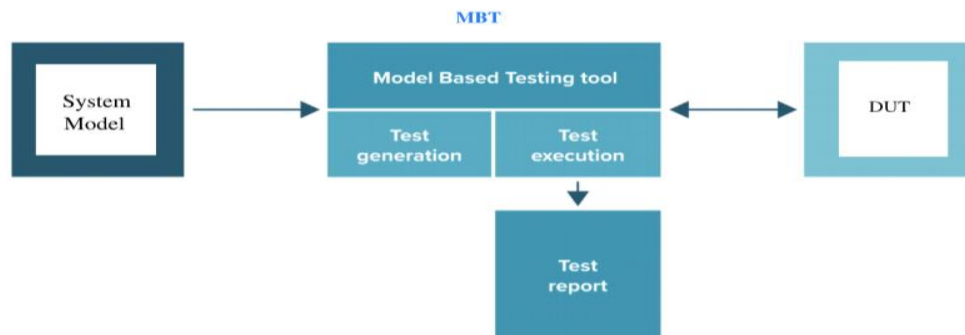 MBT
System
Model
Model Based Testing tool
Test
generation
Test
execution
DUT
Test
report